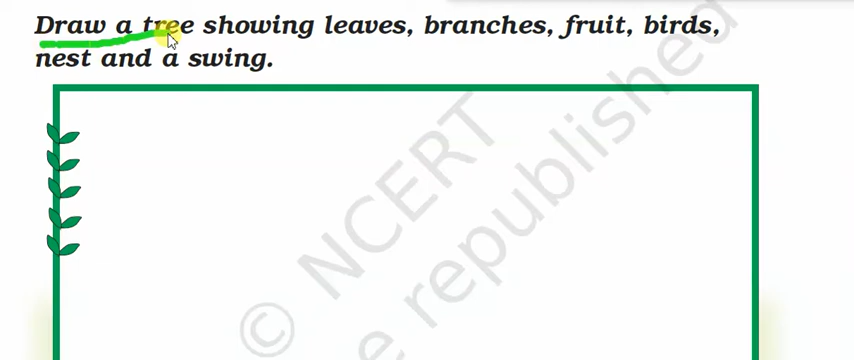 Draw a tree showing leaves, branches, fruit, birds,
nest and a swing.
© NCERT
e republished